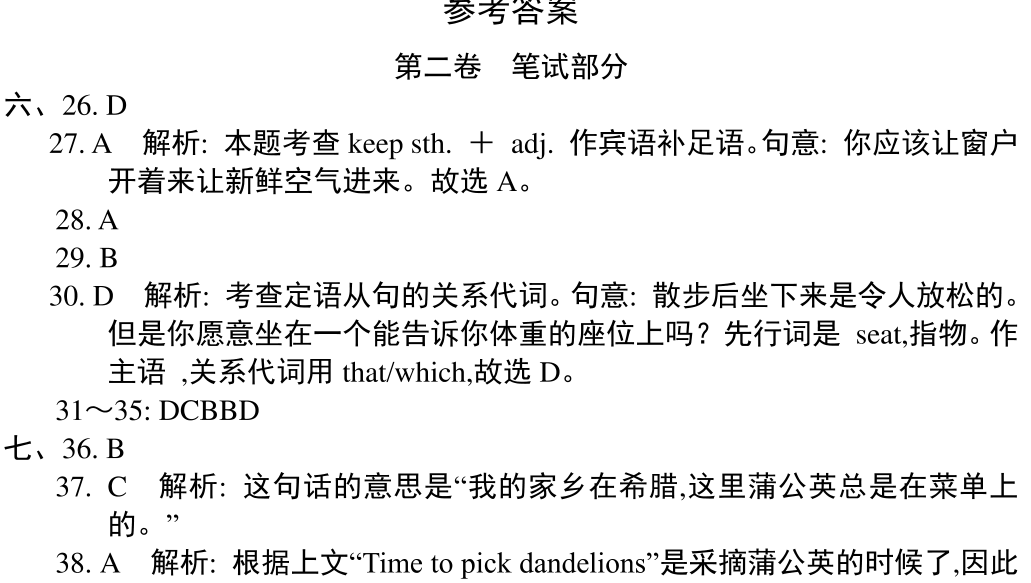 参考答案
第二卷 笔试部分
六、26. D
27. A 解析: 本题考查 keep sth. ＋ adj. 作宾语补足语。句意: 你应该让窗户
开着来让新鲜空气进来。故选 A。
28. A
29. B
30. D 解析: 考查定语从句的关系代词。句意: 散步后坐下来是令人放松的。
但是你愿意坐在一个能告诉你体重的座位上吗? 先行词是 seat,指物。作
主语 ,关系代词用 that/which,故选 D。
31～35: DCBBD
七、36. B
37. C 解析: 这句话的意思是“我的家乡在希腊,这里蒲公英总是在菜单上
的。”
38. A 解析: 根据上文“Time to pick dandelions”是采摘蒲公英的时候了,因此